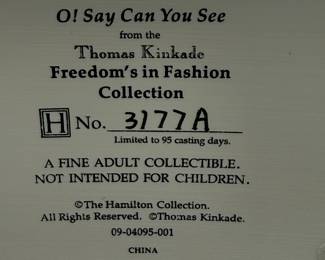 O! Say Can You See
from the
Thomas Kinkade
Freedom's in Fashion
Collection
H No. 3177A
Limited to 95 casting days.
A FINE ADULT COLLECTIBLE.
NOT INTENDED FOR CHILDREN.
©The Hamilton Collection.
All Rights Reserved. ©Thomas Kinkade.
09-04095-001
CHINA